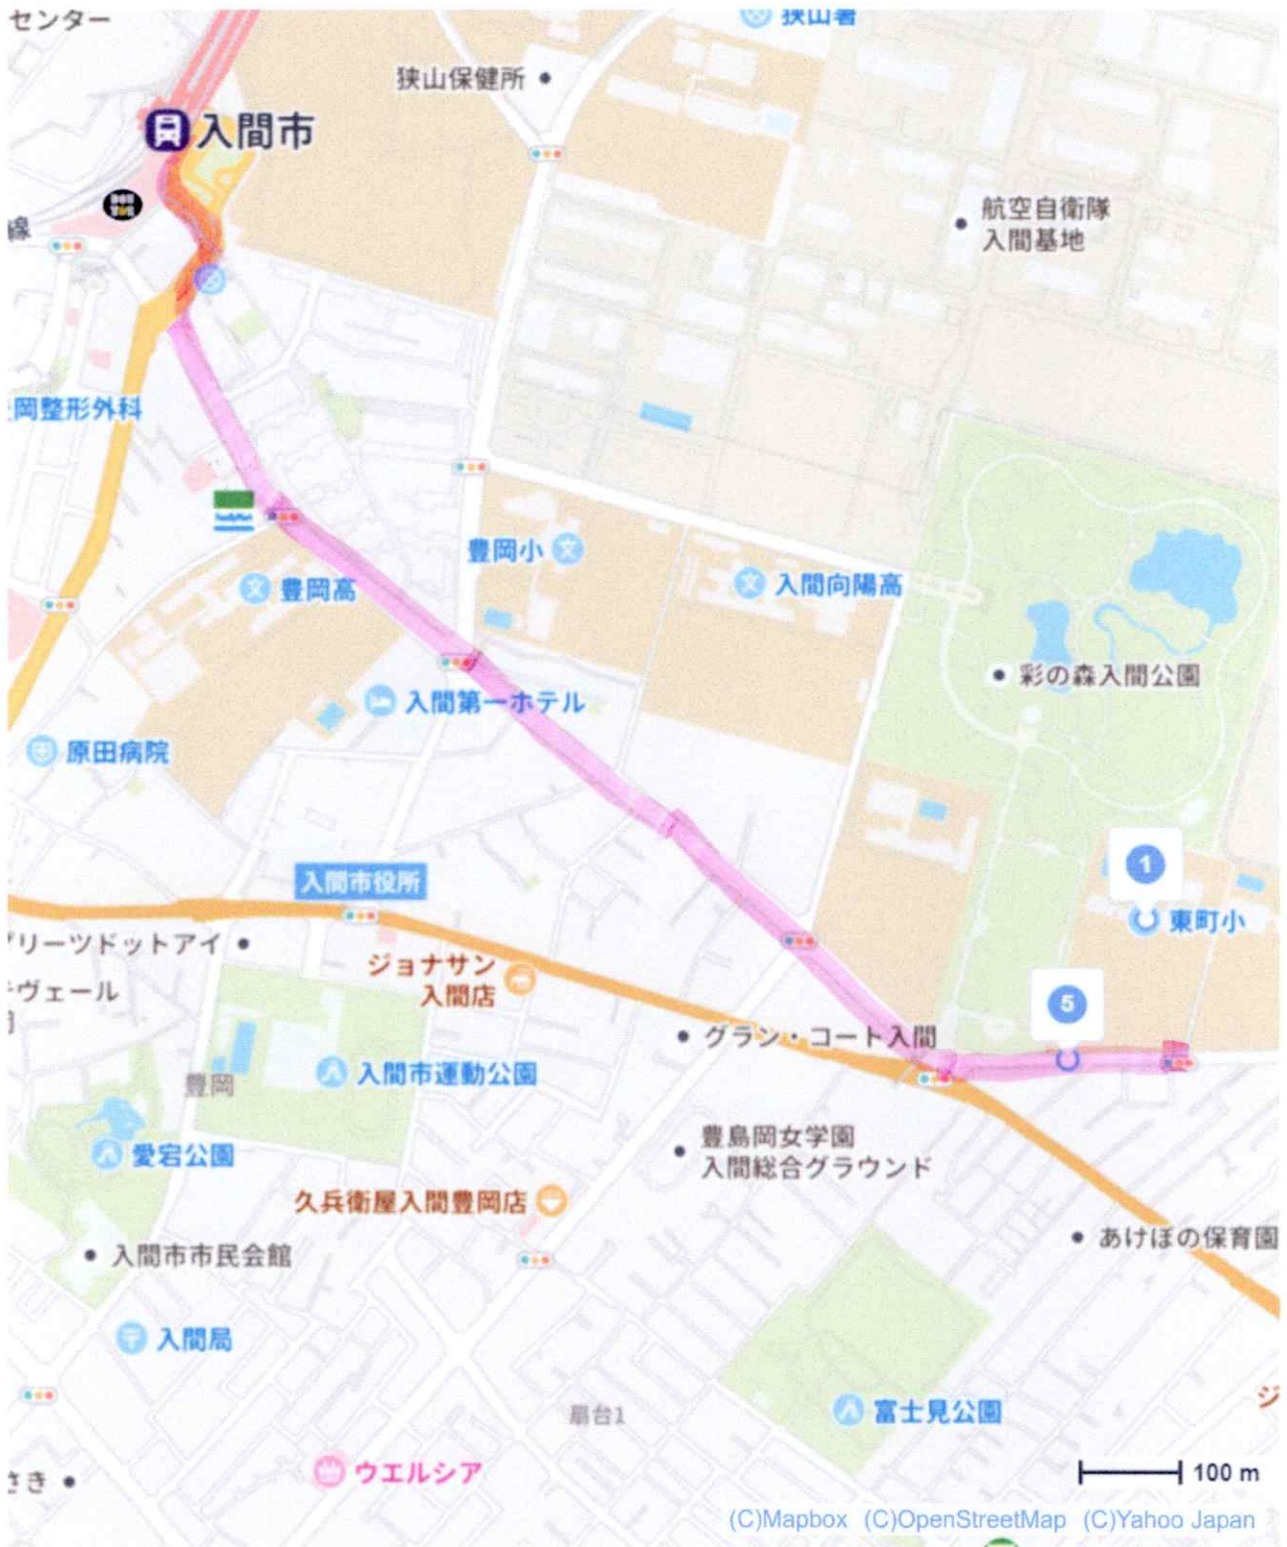 センター
狭山署
狭山保健所
入間市
航空自衛隊
入間基地
線
岡整形外科
FamilyMart
豊岡小
豊岡高
入間向陽高
彩の森入間公園
入間第一ホテル
原田病院
1
入間市役所
東町小
リーツドットアイ
ジョナサン
入間店
ヴェール
5
グラン・コート入間
入間市運動公園
豊岡
豊島岡女学園
入間総合グラウンド
愛宕公園
久兵衛屋入間豊岡店
あけぼの保育園
入間市市民会館
入間局
ジ
扇台1
富士見公園
ウエルシア
さき
100 m
(C)Mapbox (C)OpenStreetMap (C)Yahoo Japan